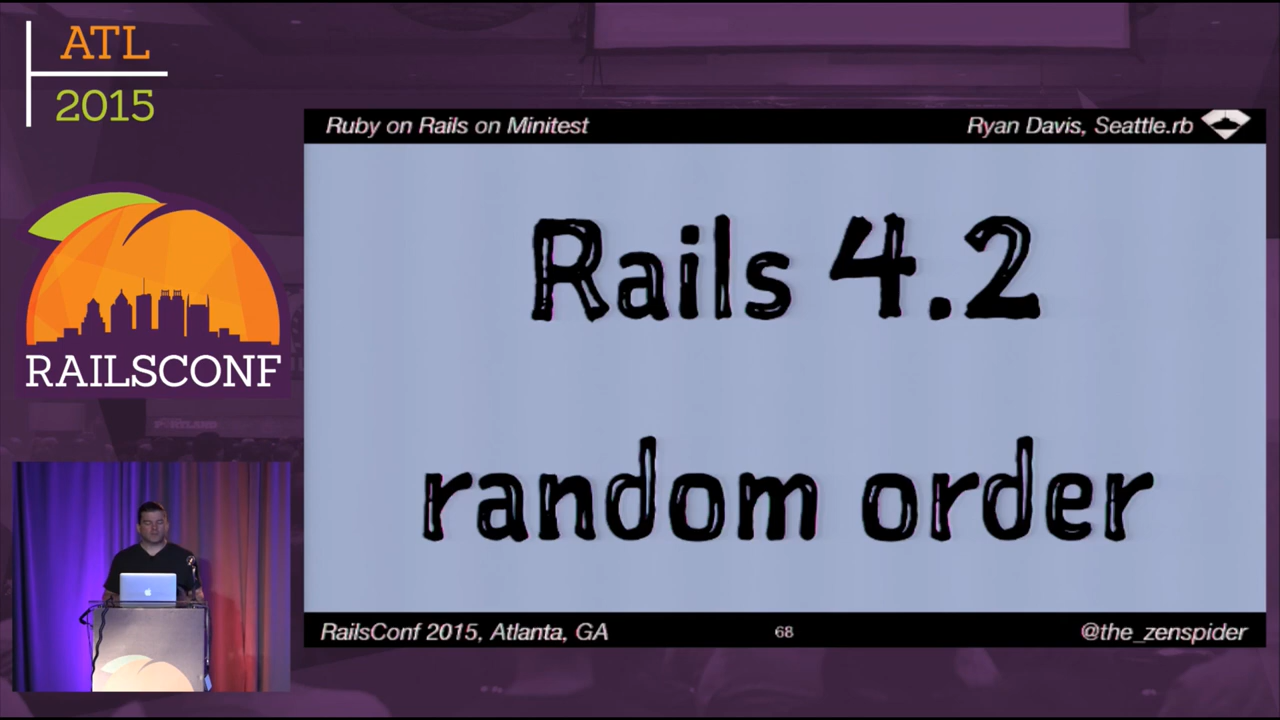 ATL
2015
RAILSCONF
Ruby on Rails on Minitest
Ryan Davis, Seattle.rb
Rails 4.2
random order
RailsConf 2015, Atlanta, GA
68
@the_zenspider
PORTLAND